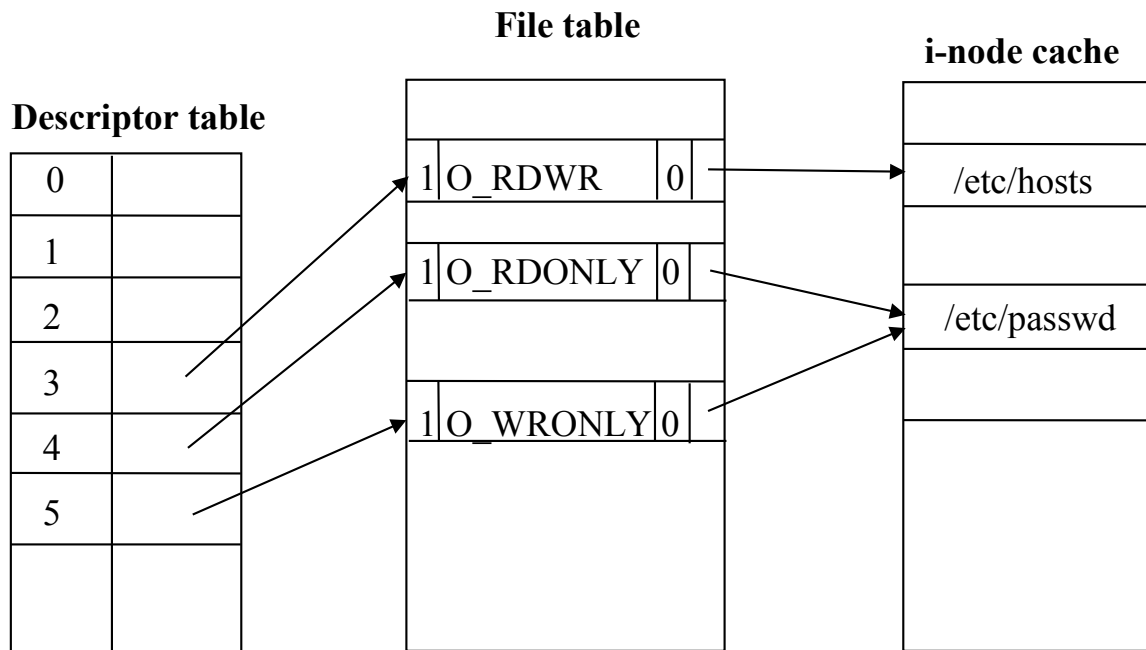 File table
i-node cache
Descriptor table
0
1
2
3
4
5
1 O_RDWR 0
1 O_RDONLY 0
1 O_WRONLY 0
/etc/hosts
/etc/passwd